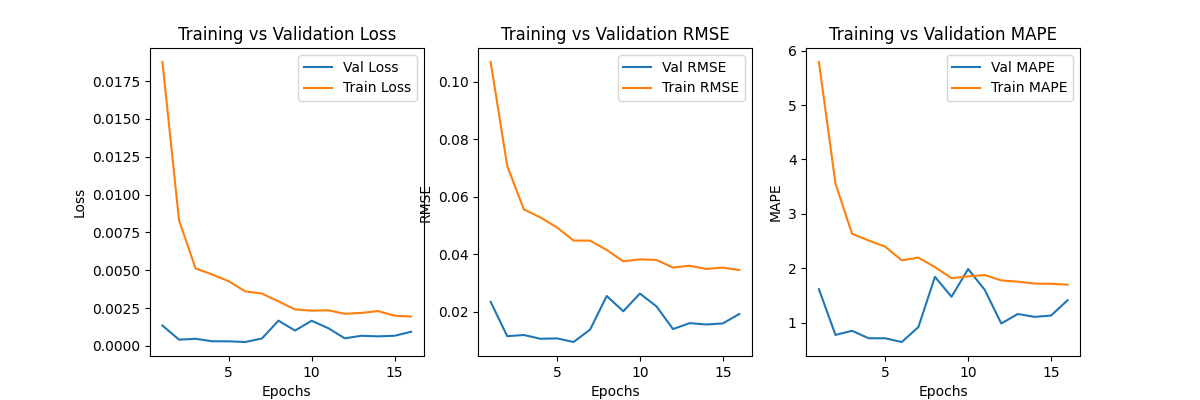 Training vs Validation Loss
Val Loss
Train Loss
0.0175
0.0150
0.0125
0.0100
0.0075
0.0050
0.0025
0.0000
Loss
5
10
15
Epochs
Training vs Validation RMSE
Val RMSE
Train RMSE
0.10
0.08
0.06
0.04
0.02
RMSE
5
10
15
Epochs
Training vs Validation MAPE
Val MAPE
Train MAPE
6
5
4
3
2
1
MAPE
5
10
15
Epochs